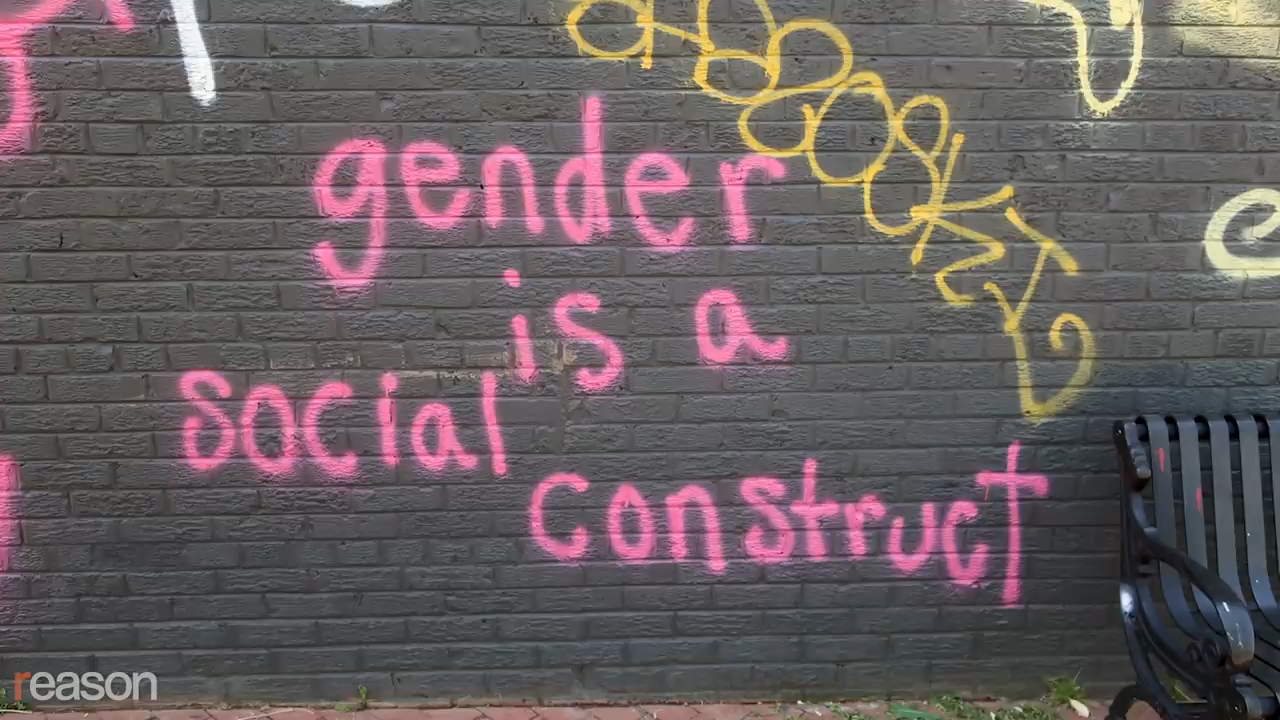 gender
is a
social
construct
reason